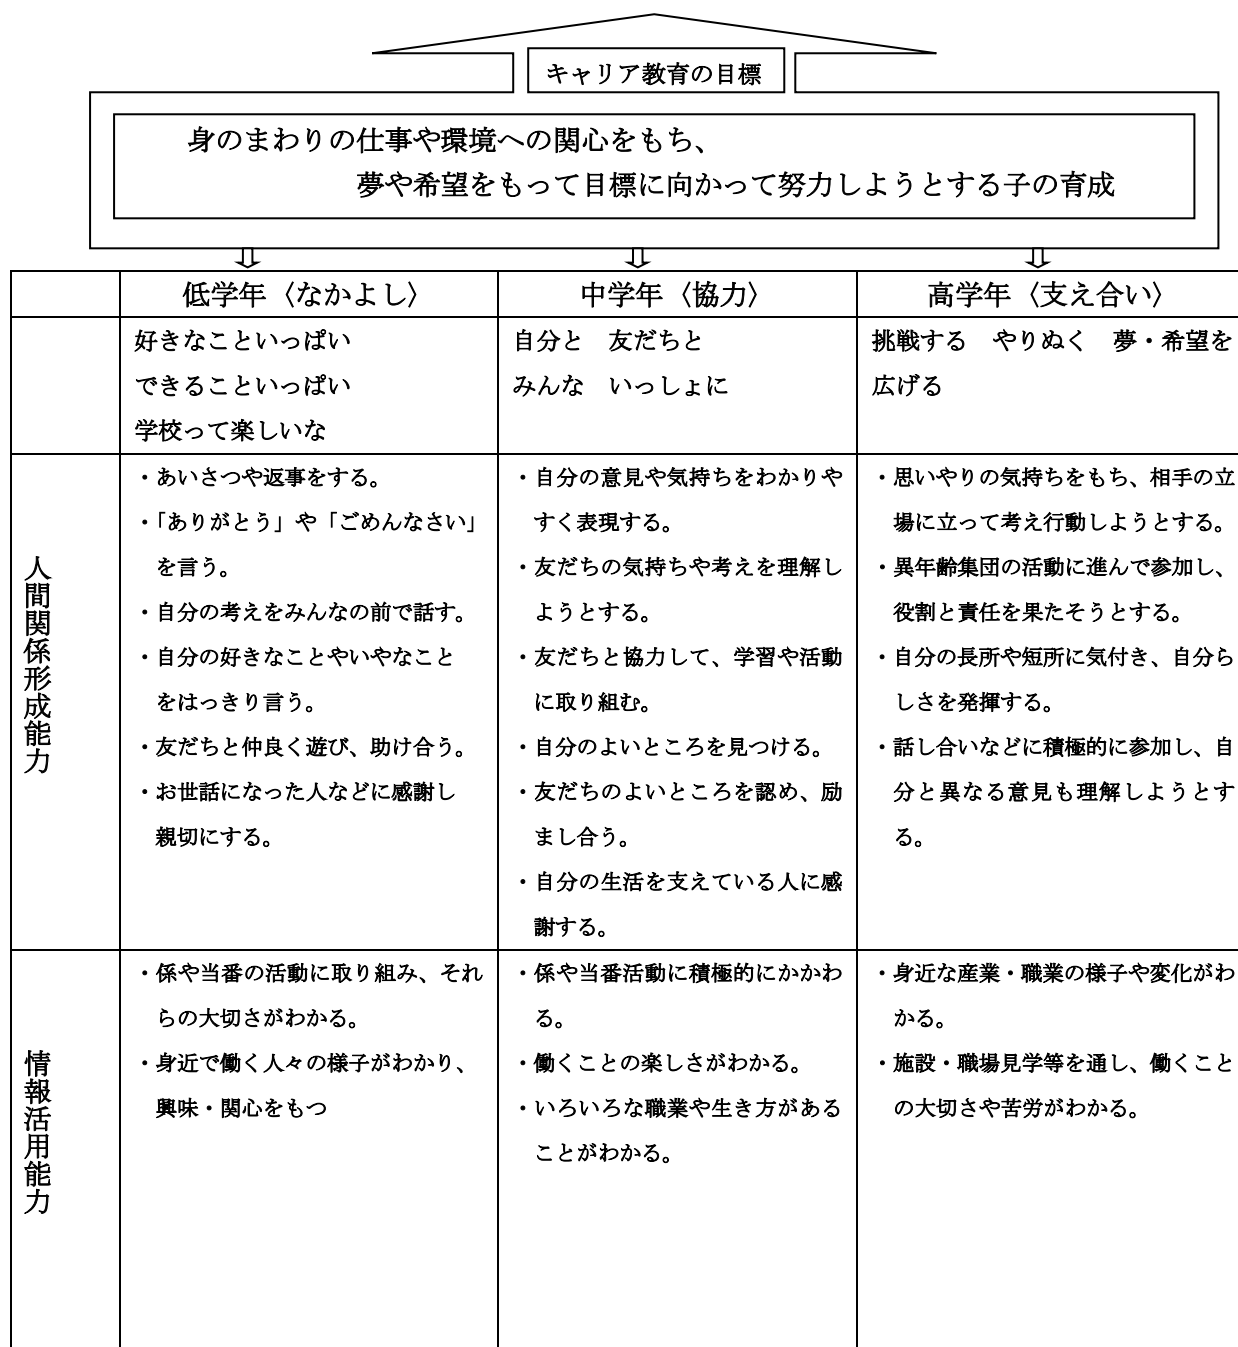 キャリア教育の目標
身のまわりの仕事や環境への関心をもち、
夢や希望をもって目標に向かって努力しようとする子の育成
低学年〈なかよし〉
中学年〈協力〉
高学年〈支え合い〉
好きなこといっぱい
できること いっぱい
学校って楽しいな
自分と 友だちと
みんな いっしょに
挑戦する やりぬく 夢・希望を
広げる
人間関係形成能力
・あいさつや返事をする。
・「ありがとう」や「ごめんなさい」
を言う。
・自分の考えをみんなの前で話す。
・自分の好きなことやいやなこと
をはっきり言う。
・友だちと仲良く遊び、助け合う。
・お世話になった人などに感謝し
親切にする。
・自分の意見や気持ちをわかりや
すく表現する。
・友だちの気持ちや考えを理解し
ようとする。
・友だちと協力して、学習や活動
に取り組む。
・自分のよいところを見つける。
・友だちのよいところを認め、励
まし合う。
・自分の生活を支えている人に感
謝する。
・思いやりの気持ちをもち、相手の立
場に立って考え行動しようとする。
・異年齢集団の活動に進んで参加し、
役割と責任を果たそうとする。
・自分の長所や短所に気付き、自分ら
しさを発揮する。
・話し合いなどに積極的に参加し、自
分と異なる意見も理解しようとす
る。
情報活用能力
・係や当番の活動に取り組み、それ
らの大切さがわかる。
・身近で働く人々の様子がわかり、
興味・関心をもつ
・係や当番活動に積極的にかかわ
る。
・働くことの楽しさがわかる。
・いろいろな職業や生き方がある
ことがわかる。
・身近な産業・職業の様子や変化がわ
かる。
・施設・職場見学等を通し、働くこと
の大切さや苦労がわかる。